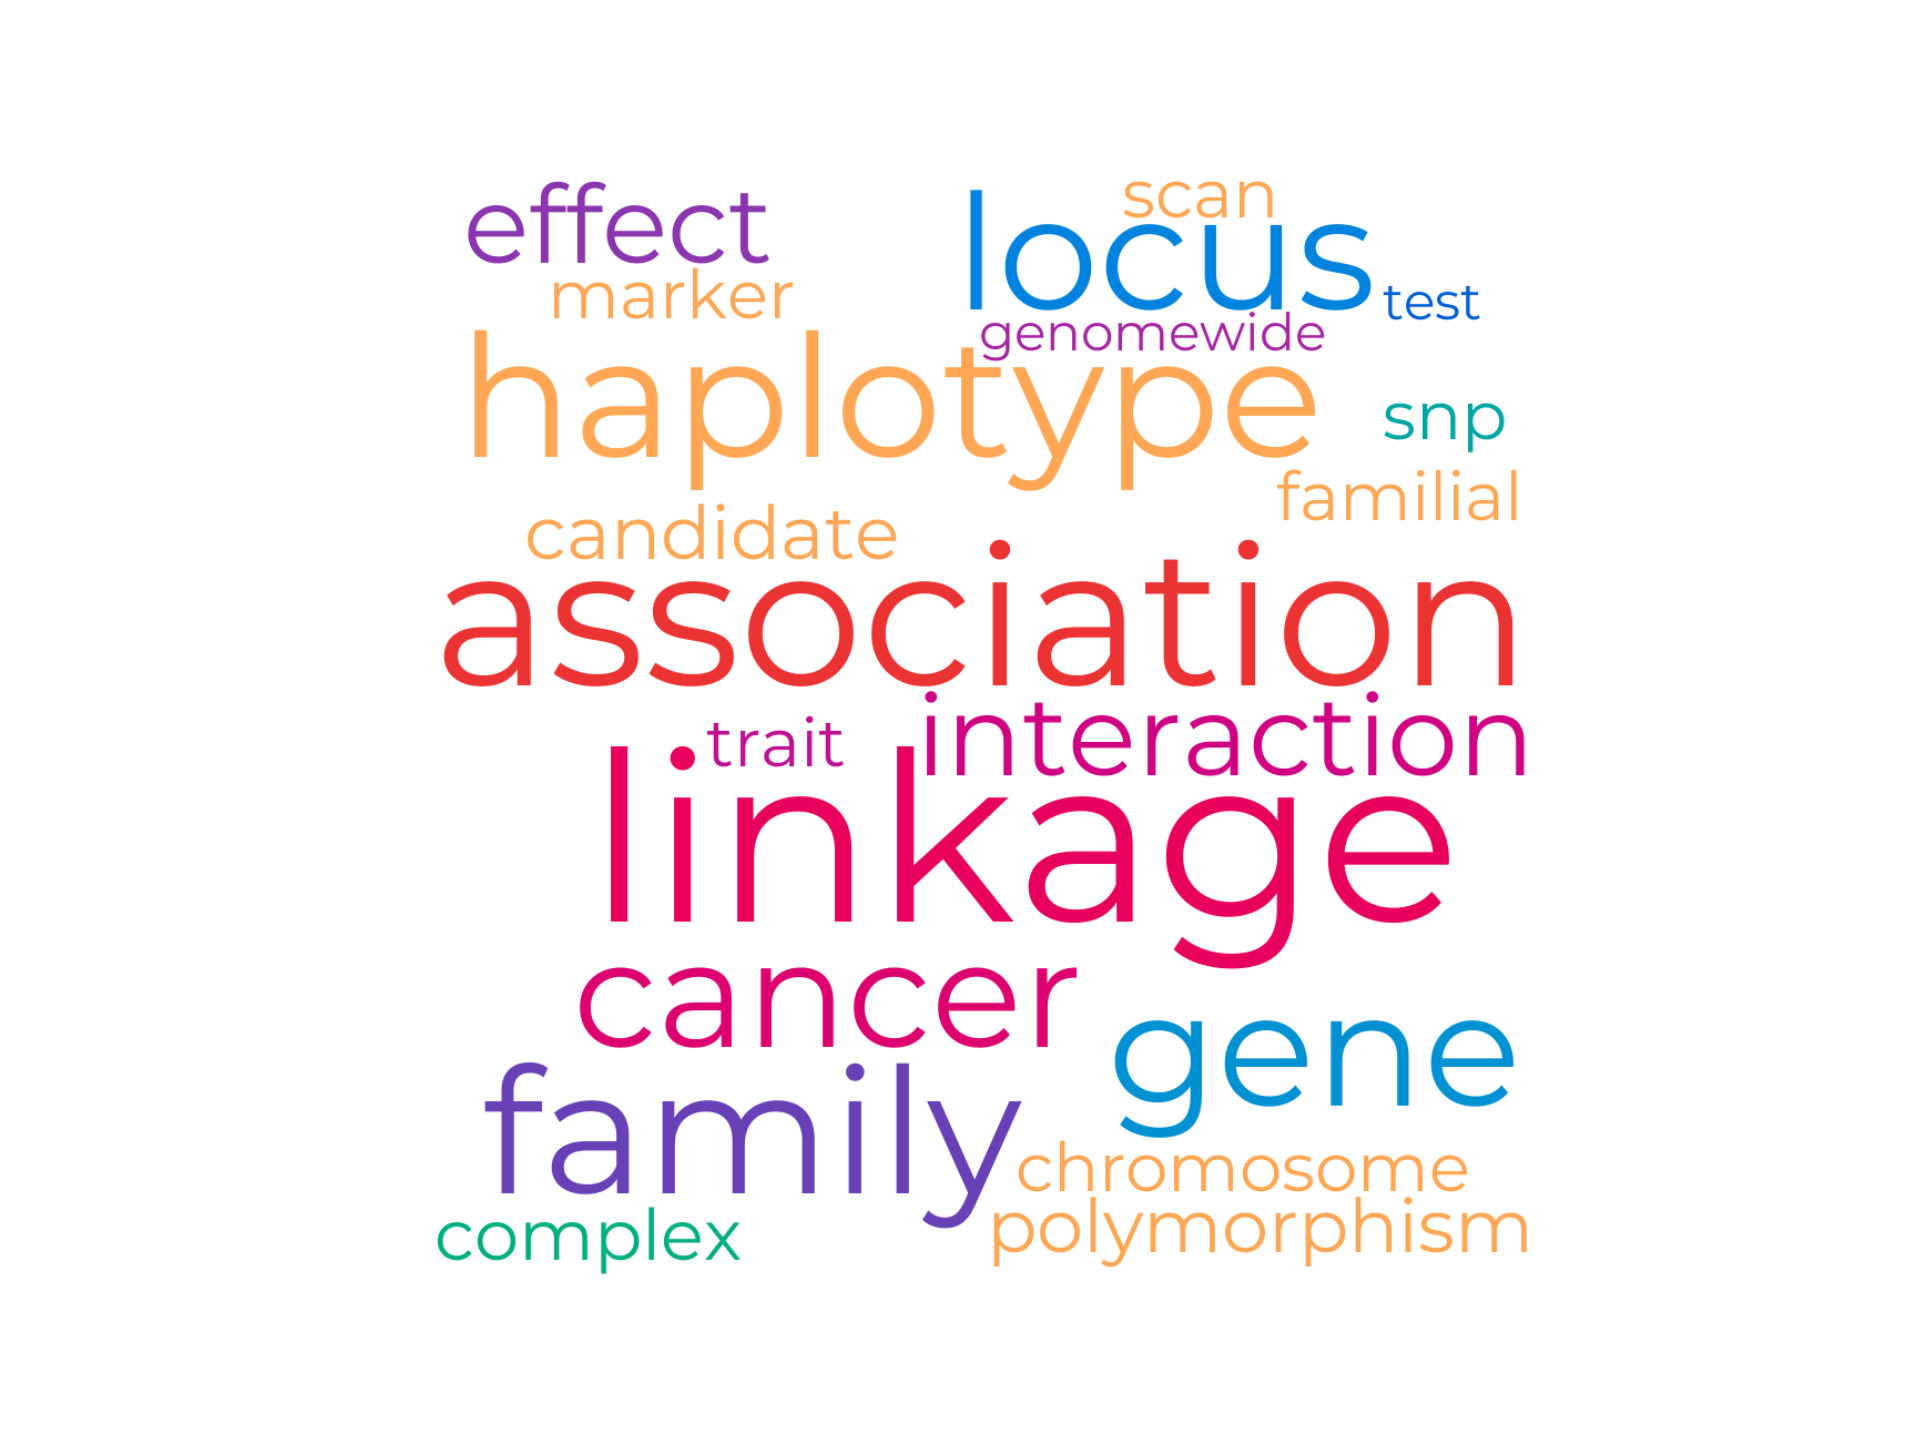 effect
scan
locus
marker
test
genomewide
haplotype
snp
familial
candidate
association
trait
interaction
linkage
cancer
gene
family
chromosome
polymorphism
complex